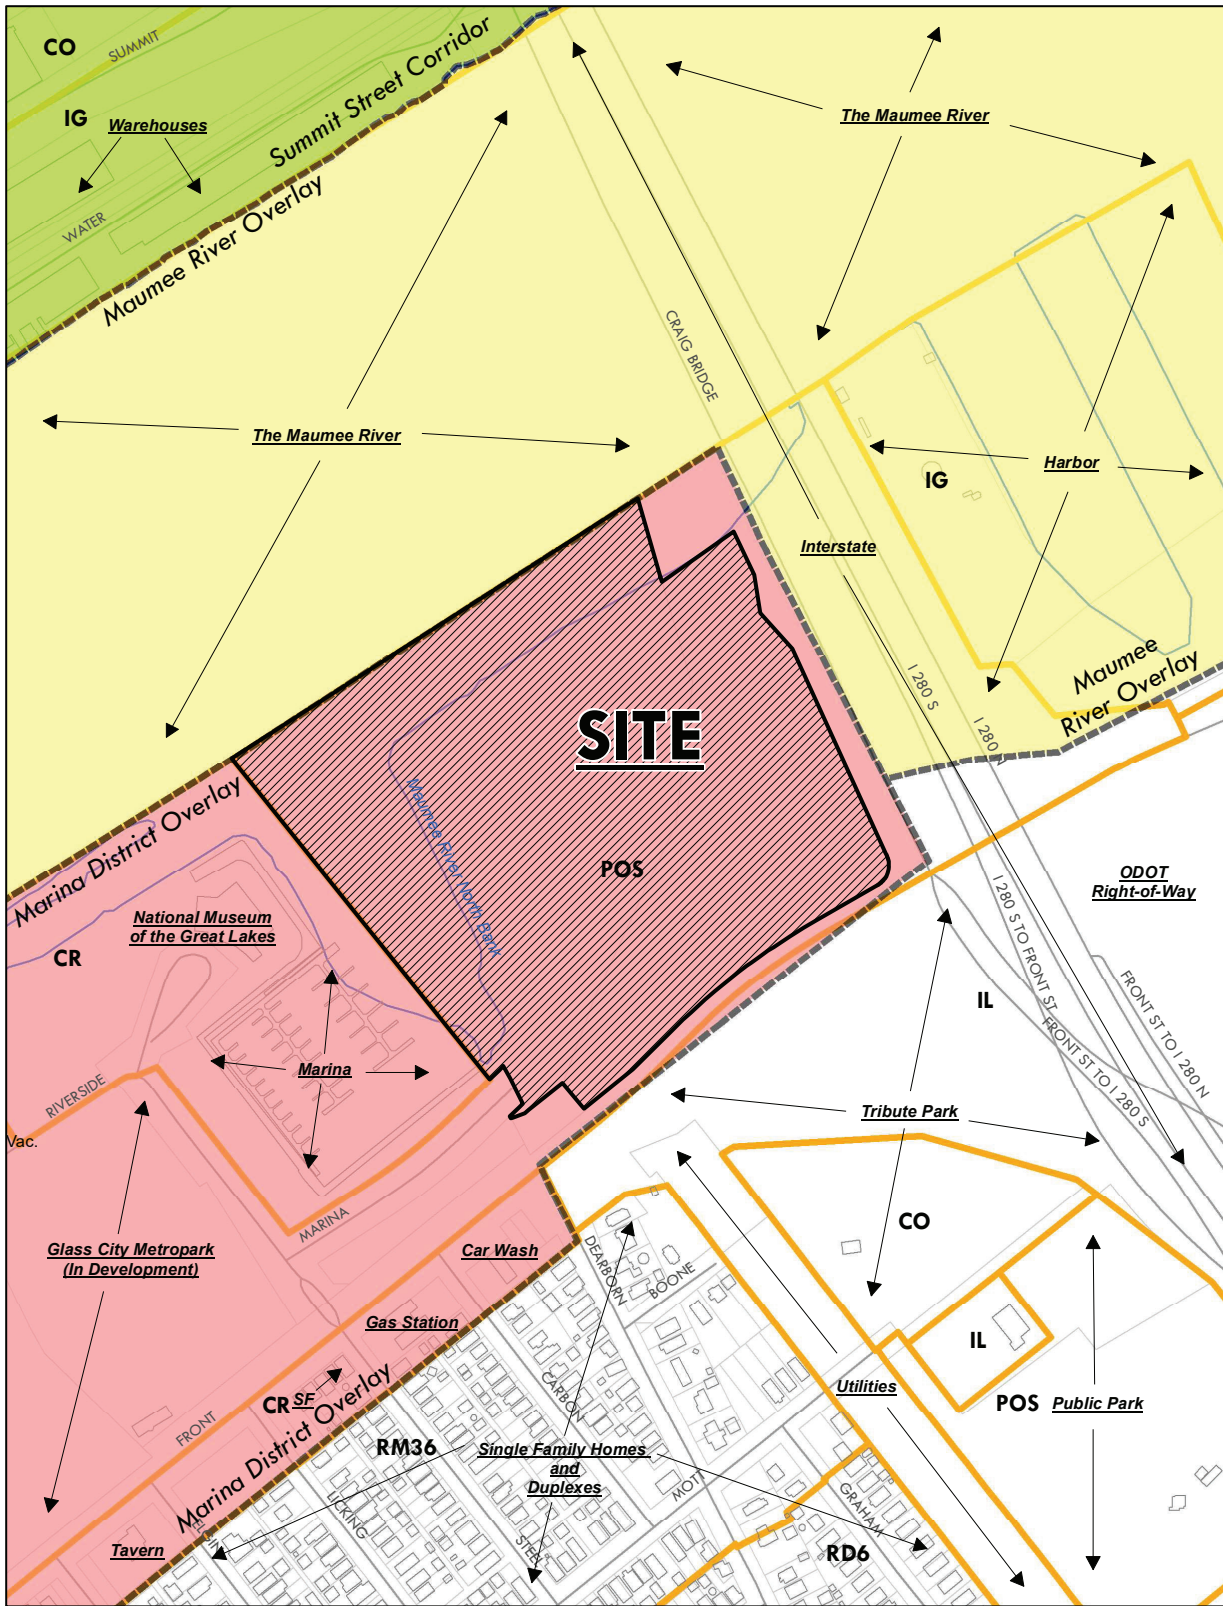 CO
SUMMIT
Summit Street Corridor
IG
Warehouses
WATER
Maumee River Overlay
The Maumee River
The Maumee River
CRAIG BRIDGE
Harbor
IG
Interstate
Maumee
River Overlay
I 280 S
I 280 N
SITE
POS
Maumee River North Bank
Marina District Overlay
National Museum
of the Great Lakes
CR
ODOT
Right-of-Way
I 280 S TO FRONT ST
FRONT ST TO I 280 S
FRONT ST TO I 280 N
IL
Marina
RIVERSIDE
Vac.
Tribute Park
MARINA
Glass City Metropark
(In Development)
Car Wash
DEARBORN
BOONE
CO
Gas Station
IL
CR
SF
CARBON
Utilities
POS
Public Park
FRONT
Marina District Overlay
RM36
Single Family Homes
and
Duplexes
MOTT
GRAHAM
LICKING
STEEL
ELGIN
Tavern
RD6